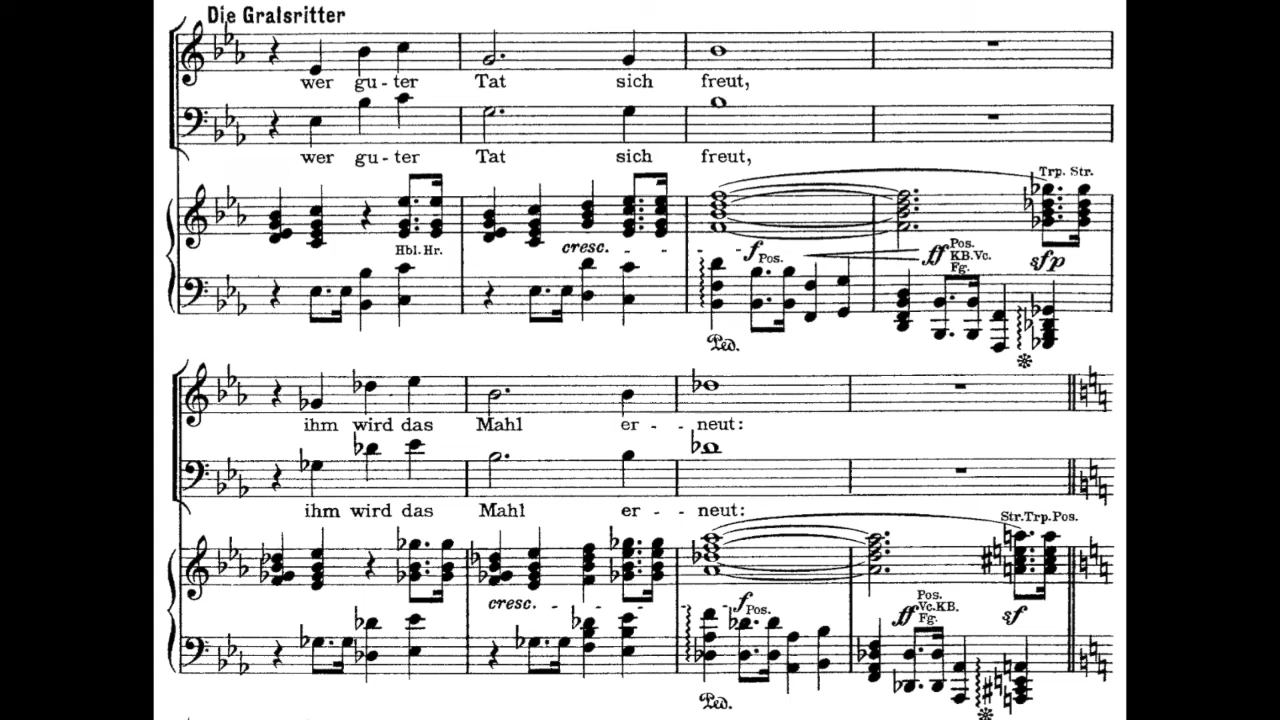 Die Gralsritter
wer gu-ter Tat sich freut,
wer gu-ter Tat sich freut,
Trp. Str.
Hbl. Hr. cresc. f Pos. ff Pos. KB. Vc. Fg. sfp
Ped.
ihm wird das Mahl er--neut:
ihm wird das Mahl er--neut:
Str. Trp. Pos.
cresc. f Pos. ff Pos. Vc. KB. Fg. sf
Ped.